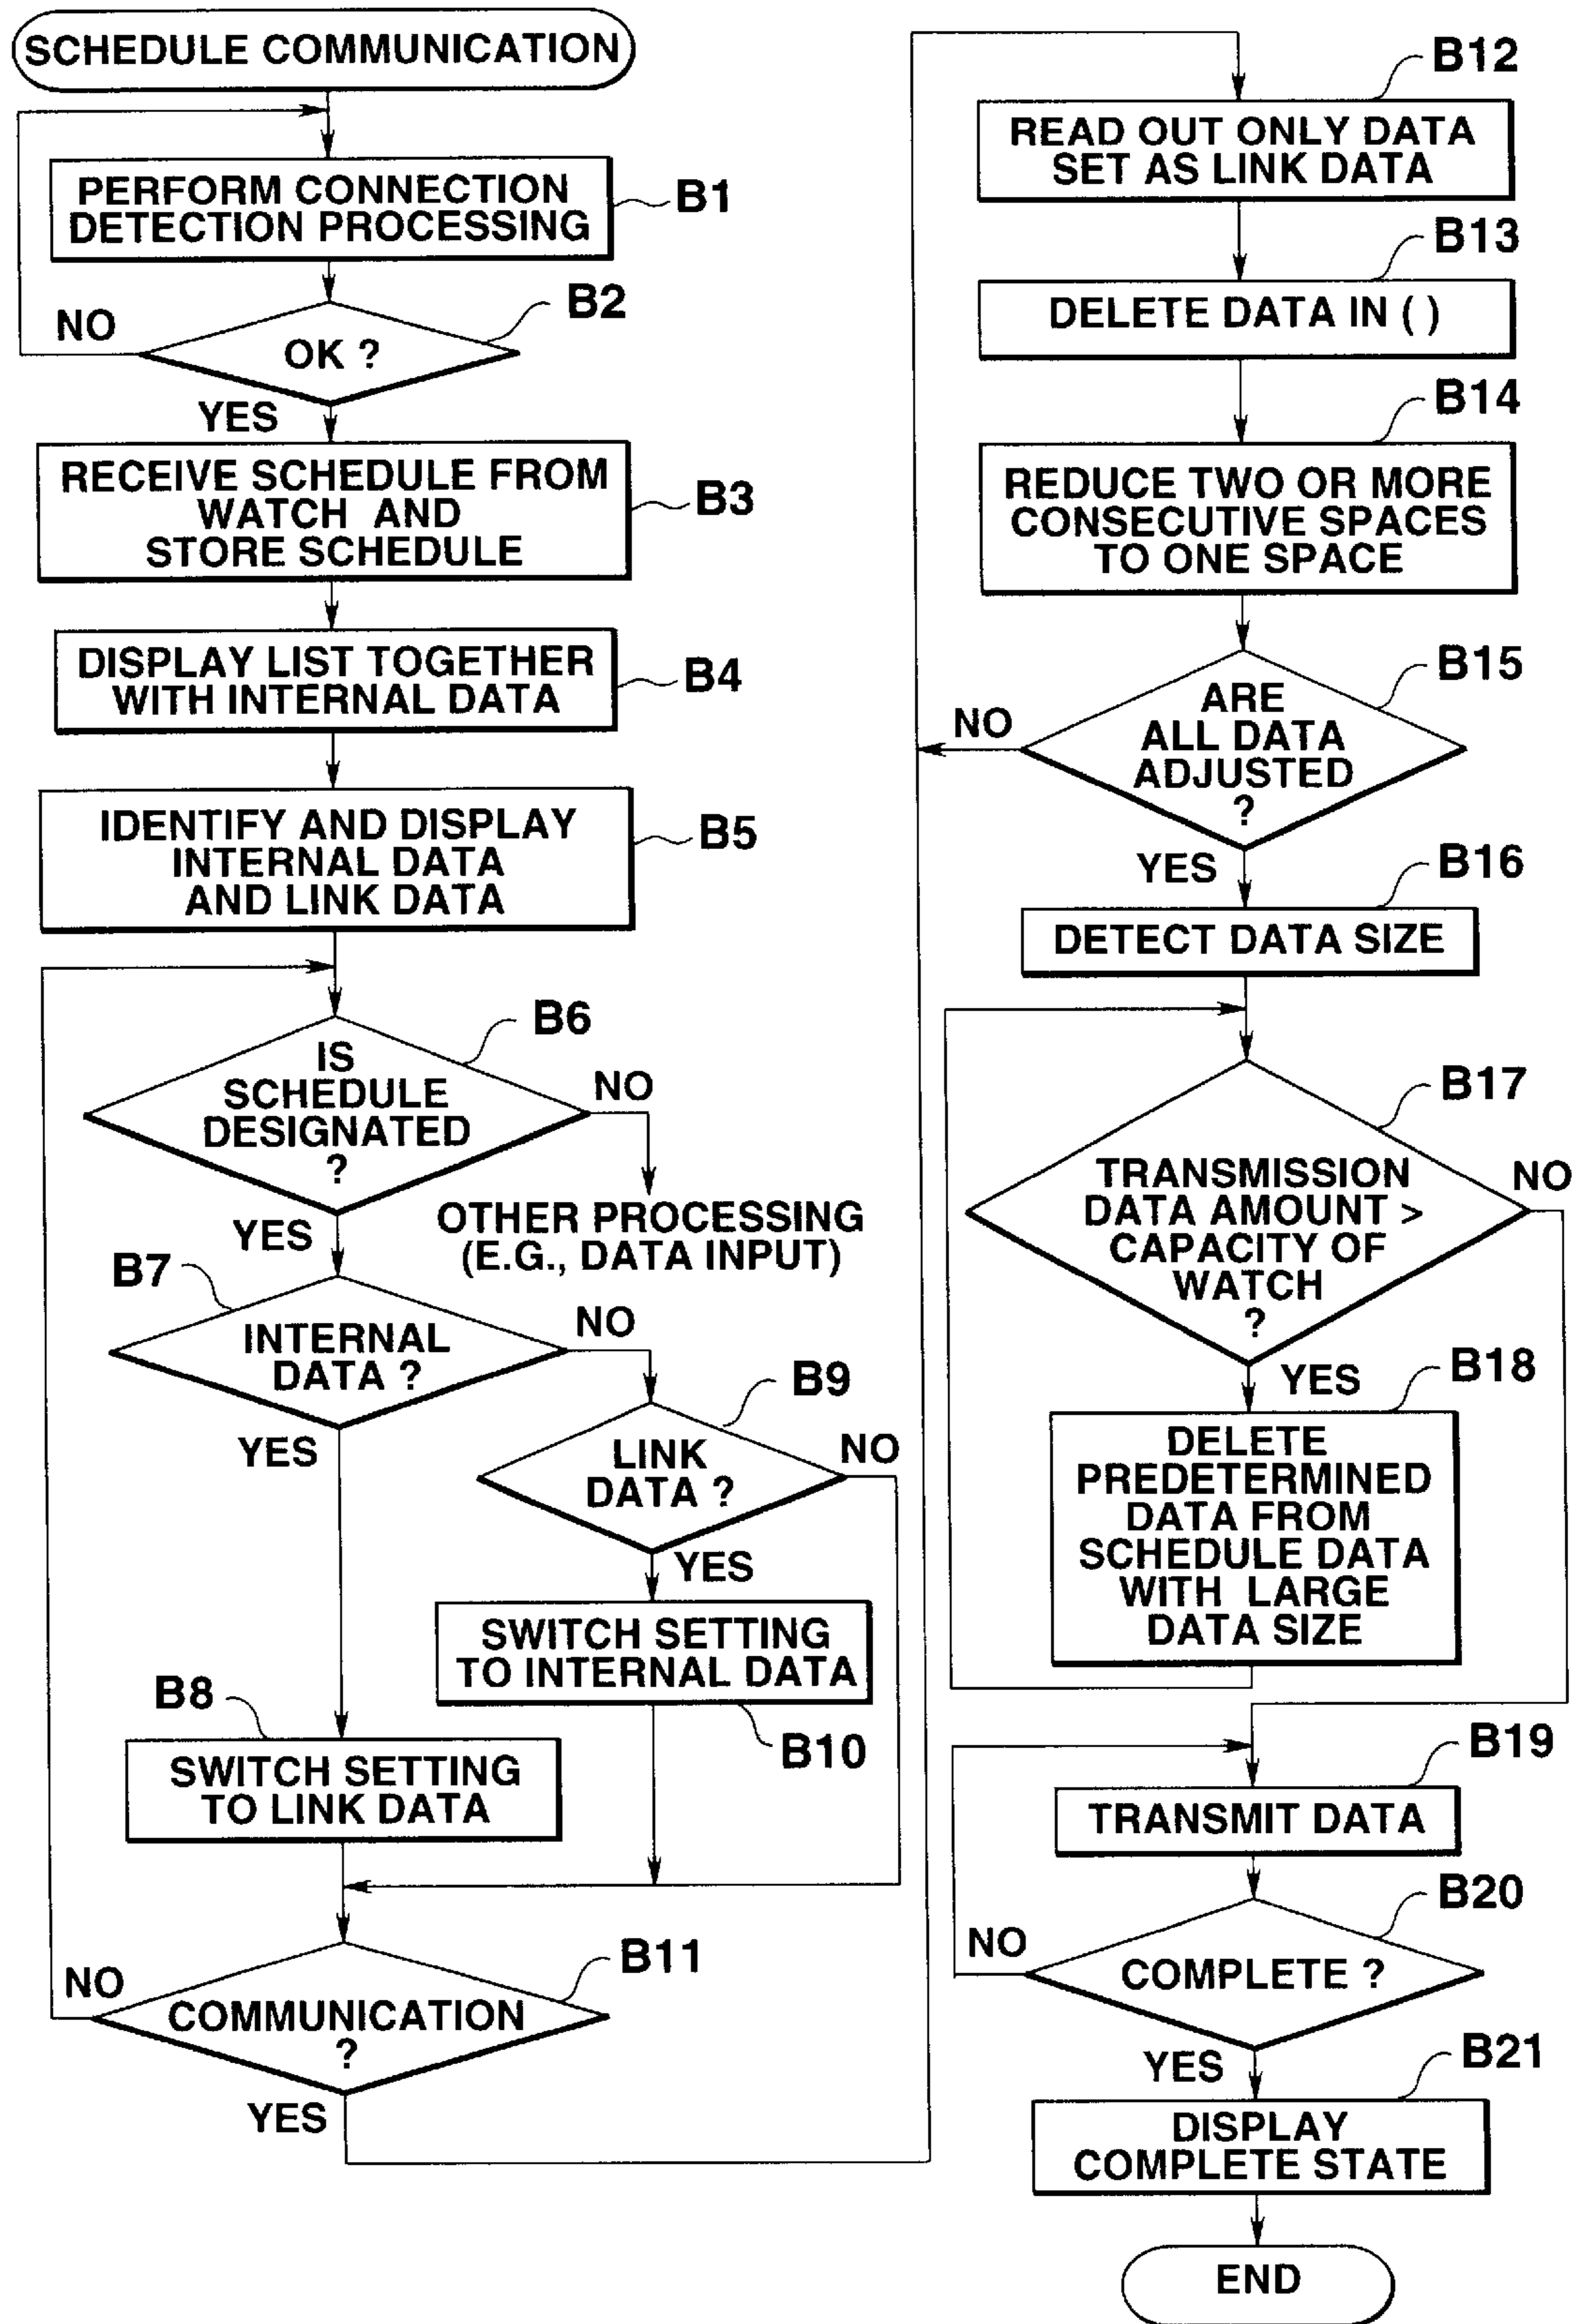 SCHEDULE COMMUNICATION
PERFORM CONNECTION
DETECTION PROCESSING
B1
B2
NO
OK ?
YES
RECEIVE SCHEDULE FROM
WATCH AND
STORE SCHEDULE
B3
DISPLAY LIST TOGETHER
WITH INTERNAL DATA
B4
IDENTIFY AND DISPLAY
INTERNAL DATA
AND LINK DATA
B5
B6
IS
SCHEDULE
DESIGNATED
?
NO
YES
OTHER PROCESSING
(E.G., DATA INPUT)
B7
INTERNAL
DATA ?
NO
YES
B9
LINK
DATA ?
NO
YES
SWITCH SETTING
TO INTERNAL DATA
B10
B8
SWITCH SETTING
TO LINK DATA
B11
NO
COMMUNICATION
?
YES
B12
READ OUT ONLY DATA
SET AS LINK DATA
B13
DELETE DATA IN ( )
B14
REDUCE TWO OR MORE
CONSECUTIVE SPACES
TO ONE SPACE
B15
ARE
ALL DATA
ADJUSTED
?
NO
YES
B16
DETECT DATA SIZE
B17
TRANSMISSION
DATA AMOUNT >
CAPACITY OF
WATCH
?
NO
YES
B18
DELETE
PREDETERMINED
DATA FROM
SCHEDULE DATA
WITH LARGE
DATA SIZE
B19
TRANSMIT DATA
B20
NO
COMPLETE ?
YES
B21
DISPLAY
COMPLETE STATE
END